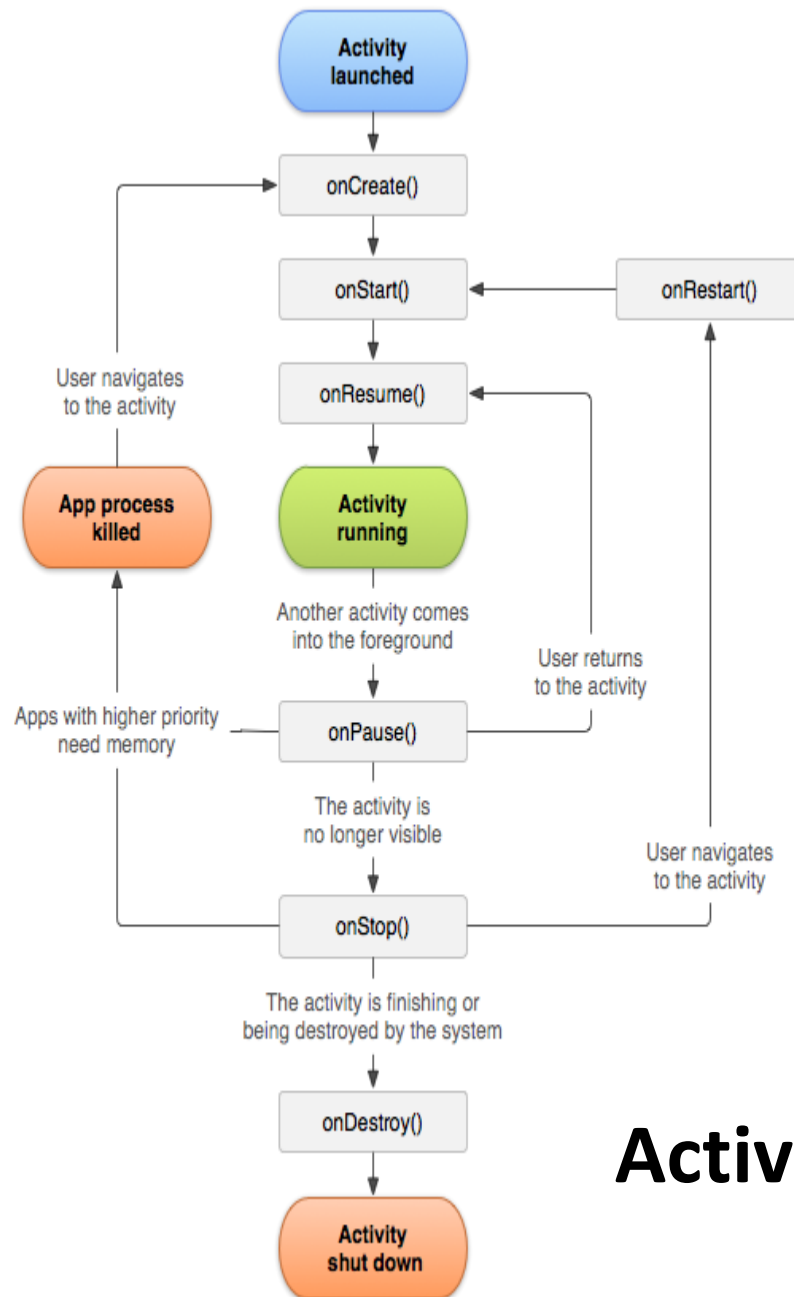 Activity
launched
onCreate()
onStart()
onRestart()
User navigates
to the activity
onResume()
App process
killed
Activity
running
Another activity comes
into the foreground
User returns
to the activity
Apps with higher priority
need memory
onPause()
The activity is
no longer visible
User navigates
to the activity
onStop()
The activity is finishing or
being destroyed by the system
onDestroy()
Activ
Activity
shut down